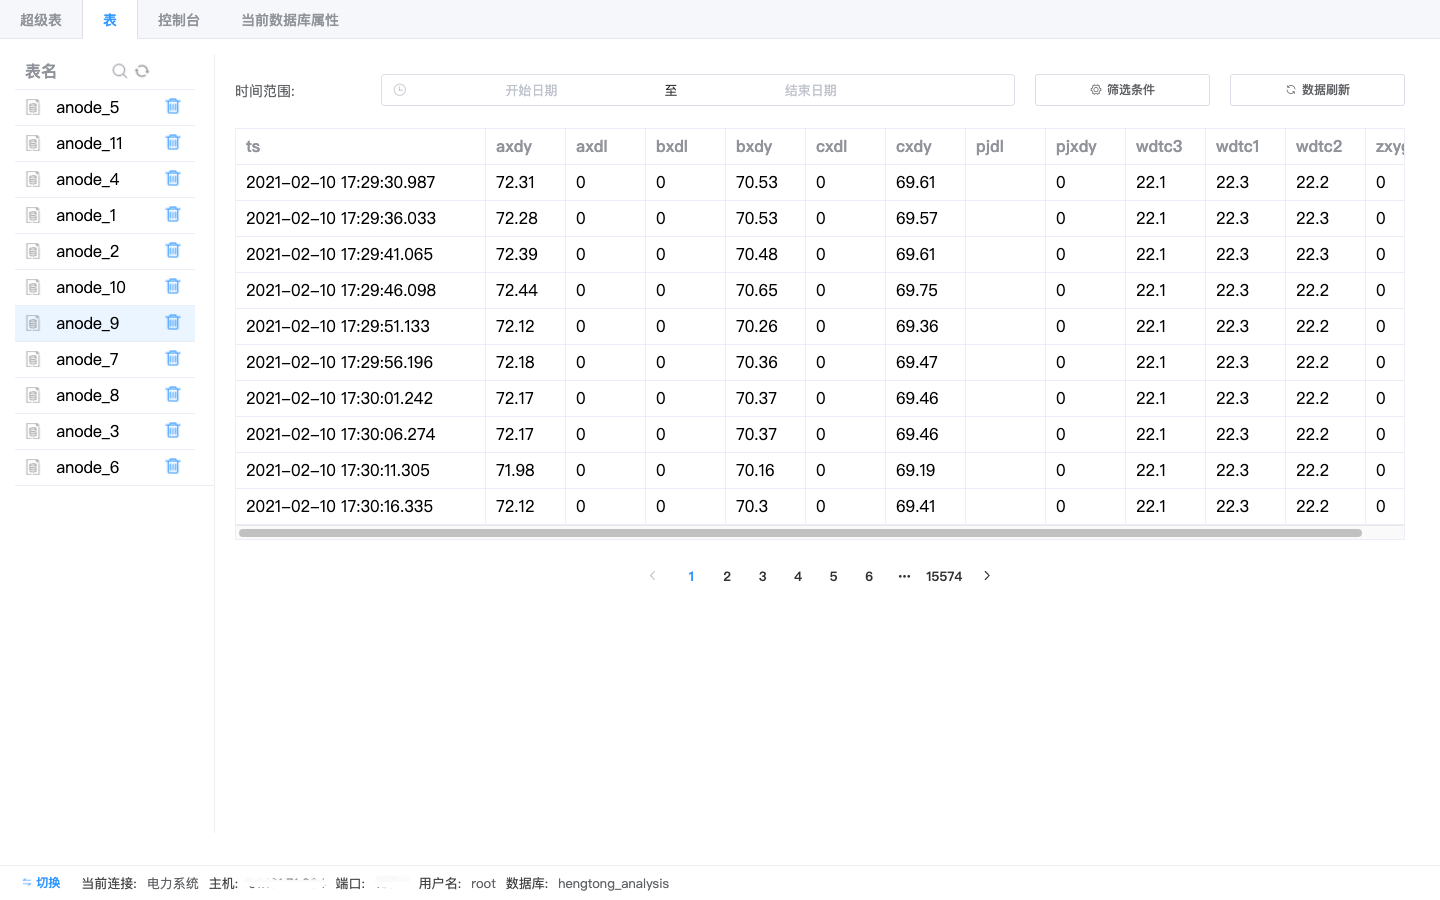 超级表 表 控制台 当前数据库属性
表名
anode_5
anode_11
anode_4
anode_1
anode_2
anode_10
anode_9
anode_7
anode_8
anode_3
anode_6
时间范围: 开始日期 至 结束日期 筛选条件 数据刷新
ts axdy axdl bxdl bxdy cxdl cxdy pjdl pjxdy wdtc3 wdtc1 wdtc2
2021-02-10 17:29:30.987 72.31 0 0 70.53 0 69.61 0 22.1 22.3 22.2 0
2021-02-10 17:29:36.033 72.28 0 0 70.53 0 69.57 0 22.1 22.3 22.3 0
2021-02-10 17:29:41.065 72.39 0 0 70.48 0 69.61 0 22.1 22.3 22.3 0
2021-02-10 17:29:46.098 72.44 0 0 70.65 0 69.75 0 22.1 22.3 22.2 0
2021-02-10 17:29:51.133 72.12 0 0 70.26 0 69.36 0 22.1 22.3 22.2 0
2021-02-10 17:29:56.196 72.18 0 0 70.36 0 69.47 0 22.1 22.3 22.2 0
2021-02-10 17:30:01.242 72.17 0 0 70.37 0 69.46 0 22.1 22.3 22.2 0
2021-02-10 17:30:06.274 72.17 0 0 70.37 0 69.46 0 22.1 22.3 22.2 0
2021-02-10 17:30:11.305 71.98 0 0 70.16 0 69.19 0 22.1 22.3 22.2 0
2021-02-10 17:30:16.335 72.12 0 0 70.3 0 69.41 0 22.1 22.3 22.2 0
1 2 3 4 5 6 ··· 15574
切换 当前连接: 电力系统 主机: 端口: 用户名: root 数据库: hengtong_analysis